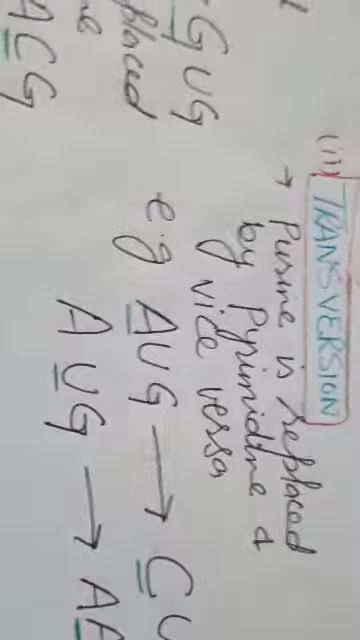 GUG
placed
ACG
(ii) TRANSVERSION
→ Purine is replaced
by Pyrimidine &
vice versa
e.g AUG → CU
AUG → AA